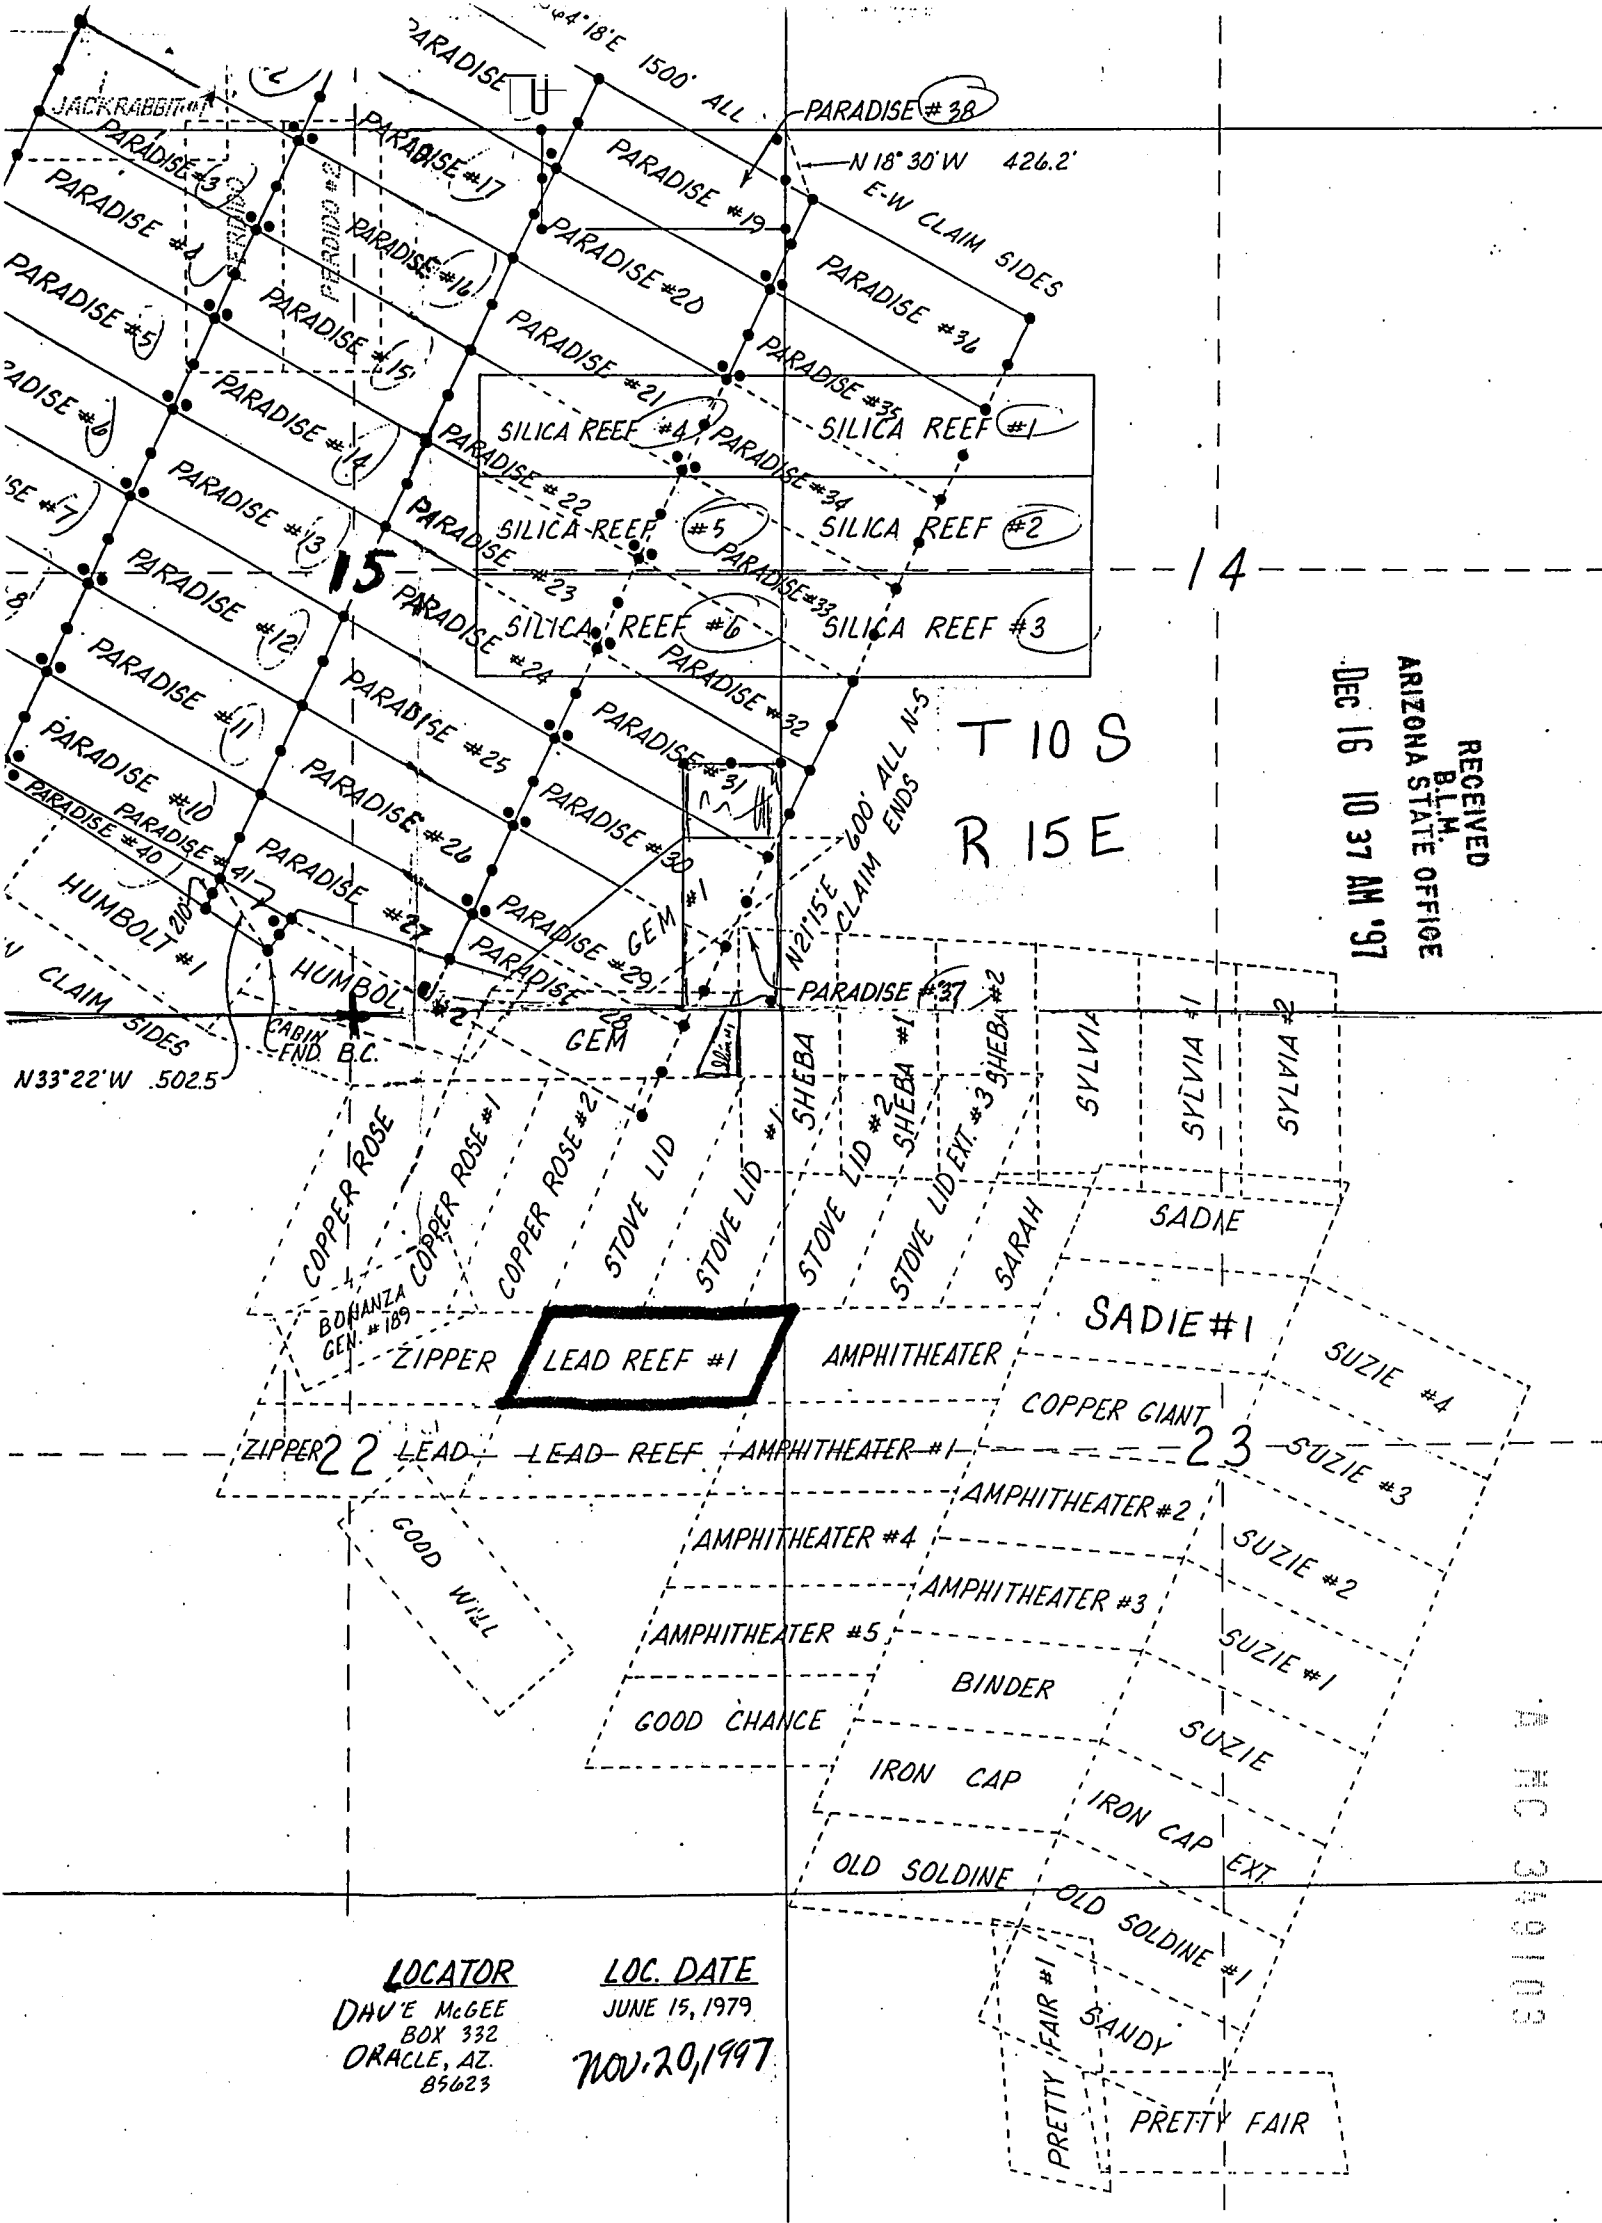 64°18'E 1500' ALL
E-W CLAIM SIDES
PARADISE
PARADISE #38
N 18° 30' W 426.2'
JACKRABBIT #1
#2
PARADISE #3
PARADISE #17
PARADISE #19
PERDIDO
PERDIDO #2
PARADISE #4
PARADISE #16
PARADISE #20
PARADISE #36
PARADISE #5
PARADISE #15
PARADISE #21
PARADISE #35
SILICA REEF #4
SILICA REEF #1
RADISE #6
PARADISE #14
PARADISE #22
PARADISE #34
SILICA REEF #5
SILICA REEF #2
ISE #7
PARADISE #13
PARADISE #23
PARADISE #33
15
14
8
PARADISE #12
PARADISE #24
SILICA REEF #6
SILICA REEF #3
PARADISE #32
PARADISE #11
PARADISE #25
PARADISE #31
T 10 S
R 15 E
RECEIVED
B.L.M.
ARIZONA STATE OFFICE
DEC 16 10 37 AM '97
PARADISE #10
PARADISE #26
PARADISE #30
N21°15'E 600' ALL N-S
CLAIM ENDS
PARADISE #40
PARADISE #41
PARADISE #27
PARADISE #29
GEM #1
210'
HUMBOLT #1
HUMBOL #2
PARADISE 28
PARADISE #37
W CLAIM SIDES
CABIN
END. B.C.
GEM
N33°22'W 502.5'
SHEBA
SHEBA #1
SHEBA #2
SYLVIA
SYLVIA #1
SYLVIA #2
COPPER ROSE
COPPER ROSE #1
COPPER ROSE #2
STOVE LID
STOVE LID #1
STOVE LID #2
STOVE LID EXT. #3
SARAH
SADIE
BONANZA
GEN. #189
ZIPPER
LEAD REEF #1
AMPHITHEATER
SADIE #1
SUZIE #4
COPPER GIANT
ZIPPER
22
LEAD
LEAD REEF
AMPHITHEATER #1
23
SUZIE #3
GOOD WILL
AMPHITHEATER #4
AMPHITHEATER #2
SUZIE #2
AMPHITHEATER #5
AMPHITHEATER #3
SUZIE #1
GOOD CHANCE
BINDER
SUZIE
IRON CAP
IRON CAP EXT.
OLD SOLDINE
OLD SOLDINE #1
A MC 349103
PRETTY FAIR #1
SANDY
PRETTY FAIR
LOCATOR
DAVE McGEE
BOX 332
ORACLE, AZ.
85623
LOC. DATE
JUNE 15, 1979
NOV. 20, 1997